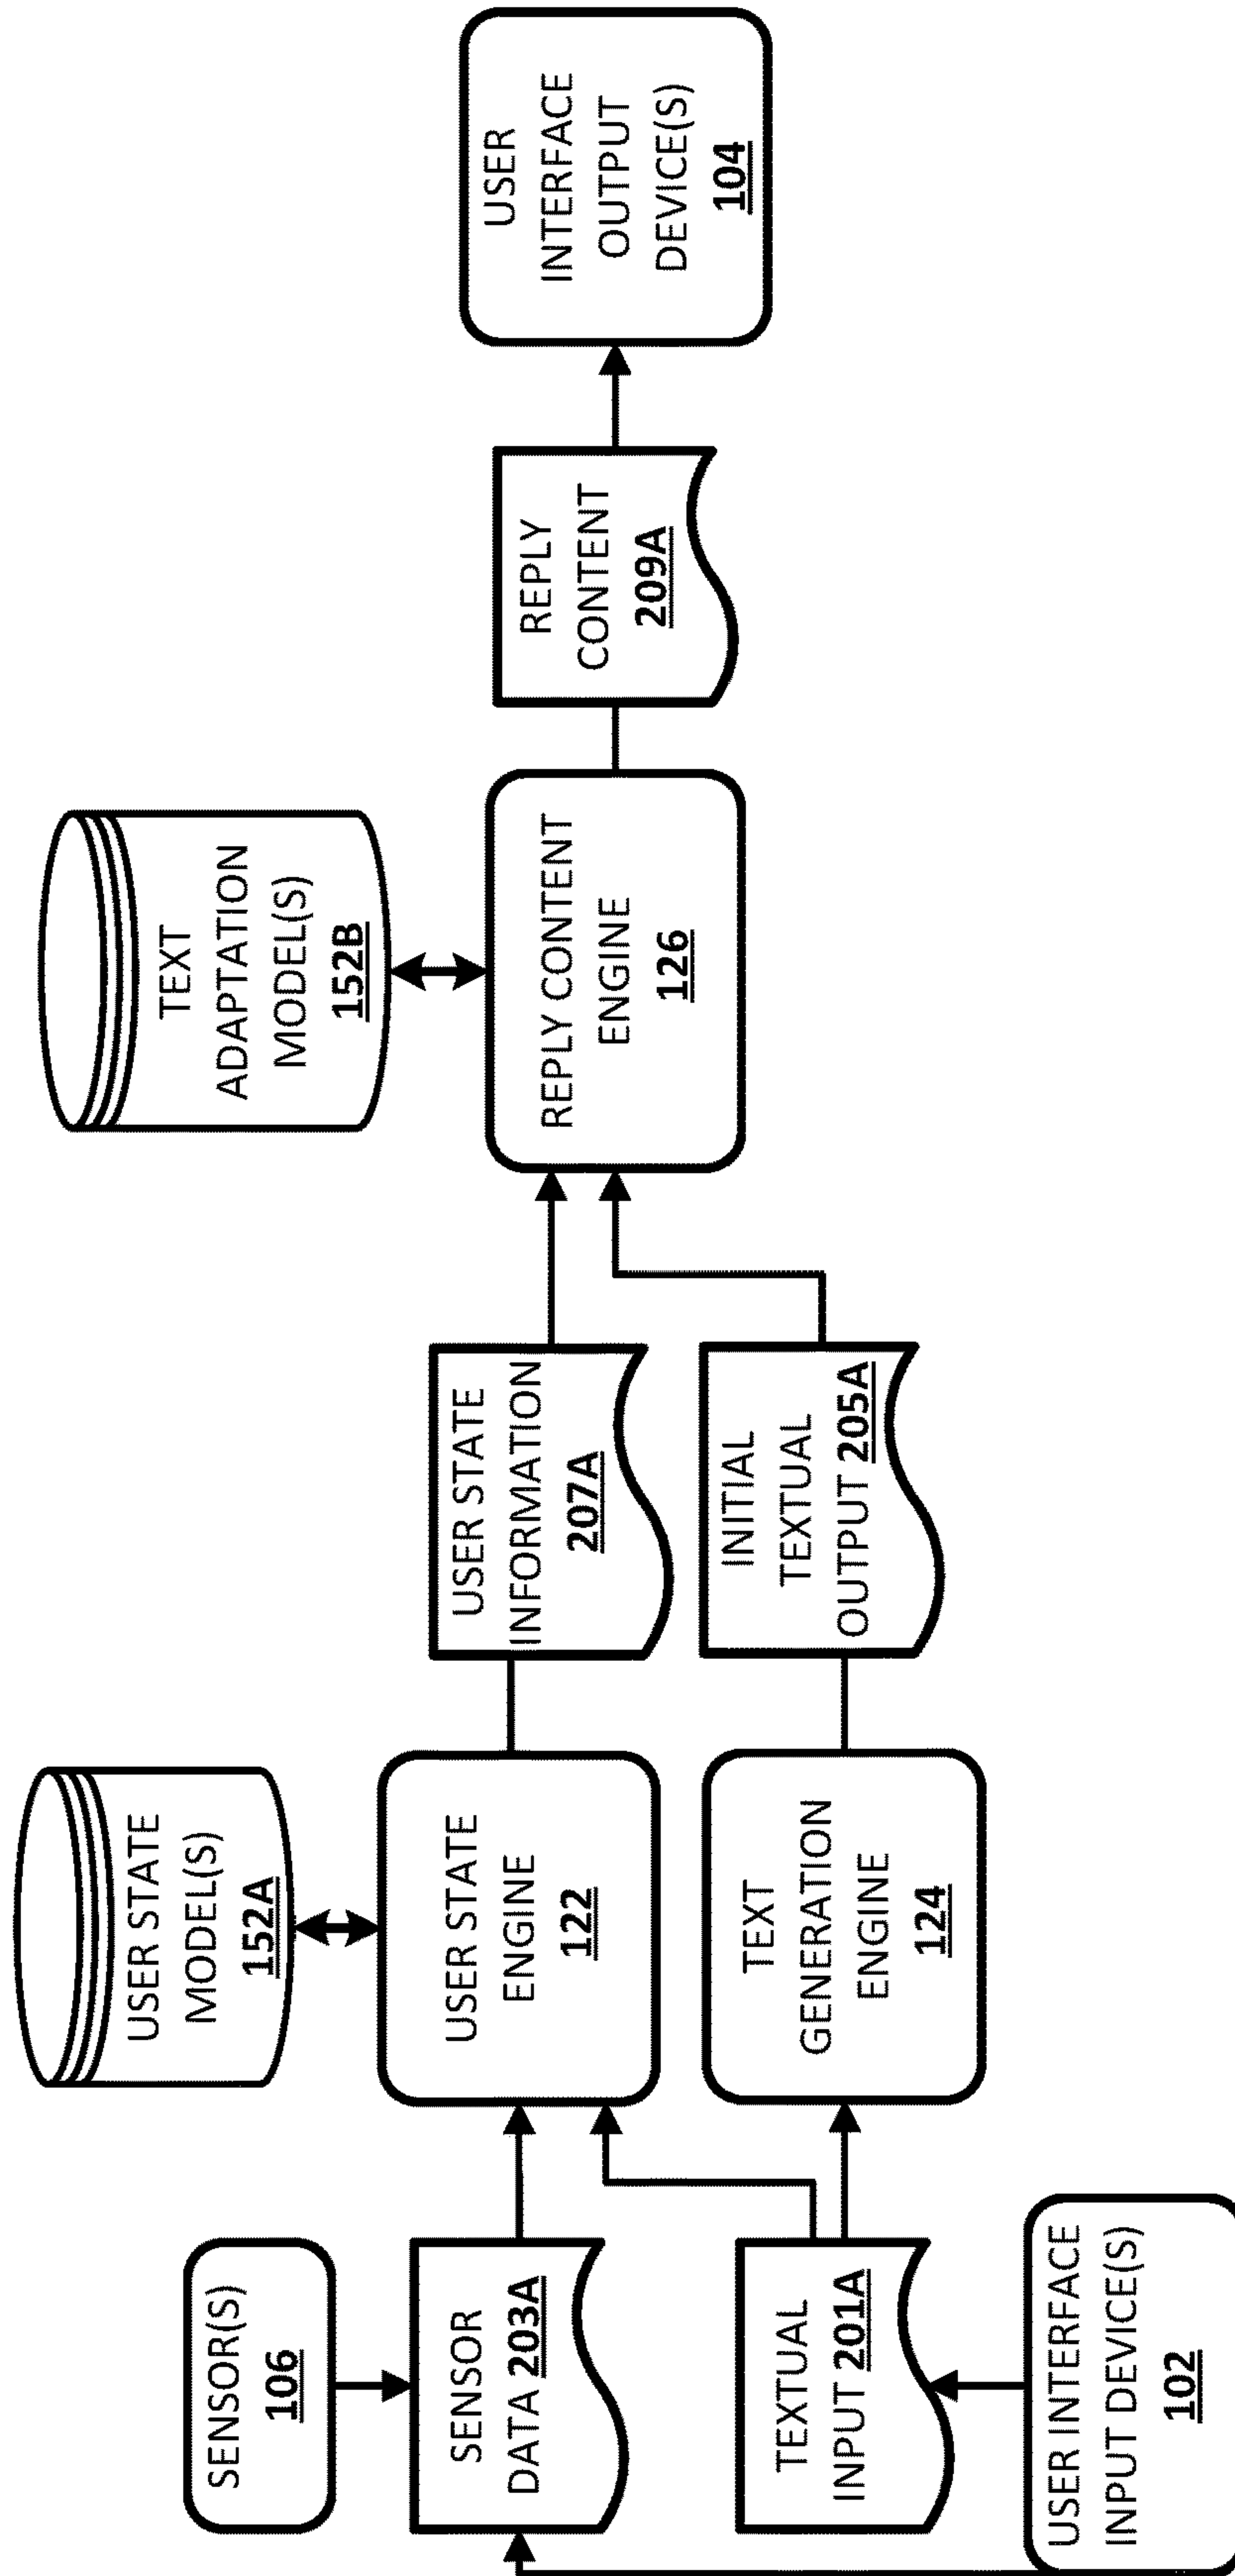 SENSOR(S)
106
SENSOR
DATA 203A
TEXTUAL
INPUT 201A
USER INTERFACE
INPUT DEVICE(S)
102
USER STATE
MODEL(S)
152A
USER STATE
ENGINE
122
TEXT
GENERATION
ENGINE
124
USER STATE
INFORMATION
207A
INITIAL
TEXTUAL
OUTPUT 205A
TEXT
ADAPTATION
MODEL(S)
152B
REPLY CONTENT
ENGINE
126
REPLY
CONTENT
209A
USER
INTERFACE
OUTPUT
DEVICE(S)
104